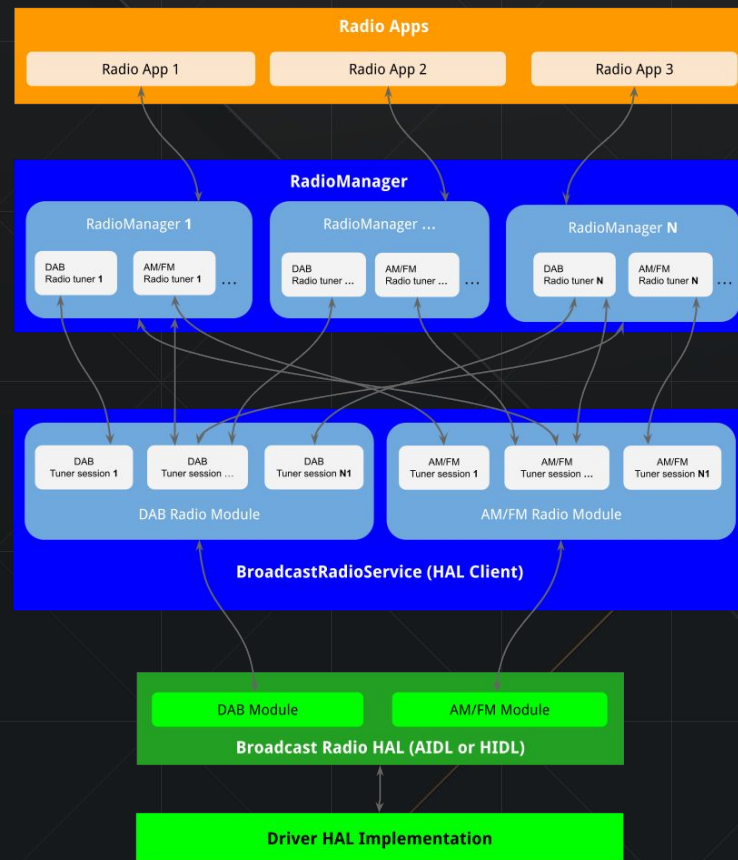 Radio Apps
Radio App 1
Radio App 2
Radio App 3
RadioManager
RadioManager 1
RadioManager ...
RadioManager N
DAB
Radio tuner 1
AM/FM
Radio tuner 1
...
DAB
Radio tuner ...
AM/FM
Radio tuner ...
...
DAB
Radio tuner N
AM/FM
Radio tuner N
...
DAB
Tuner session 1
DAB
Tuner session ...
DAB
Tuner session N1
AM/FM
Tuner session 1
AM/FM
Tuner session ...
AM/FM
Tuner session N1
DAB Radio Module
AM/FM Radio Module
BroadcastRadioService (HAL Client)
DAB Module
AM/FM Module
Broadcast Radio HAL (AIDL or HIDL)
Driver HAL Implementation